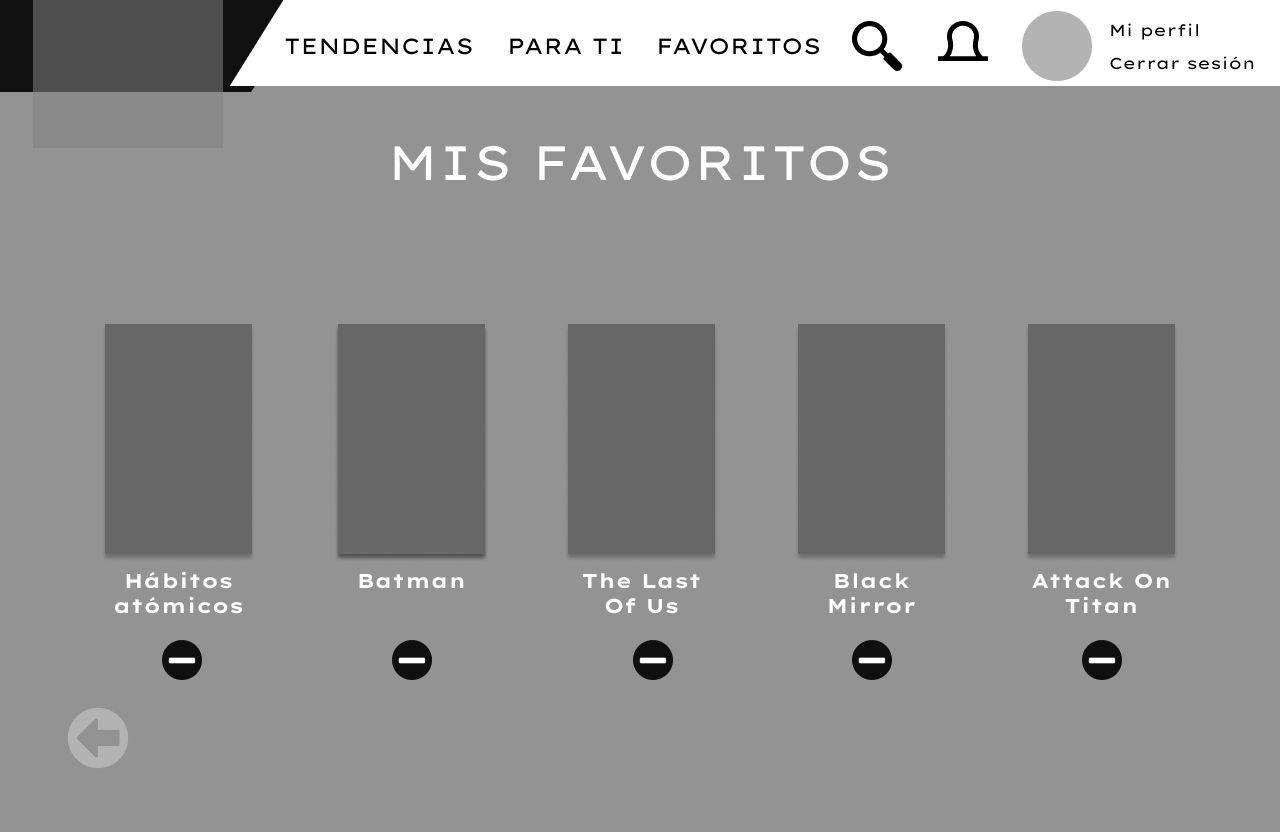 TENDENCIAS PARA TI FAVORITOS
Mi perfil
Cerrar sesión
MIS FAVORITOS
Hábitos
atómicos
Batman
The Last
Of Us
Black
Mirror
Attack On
Titan